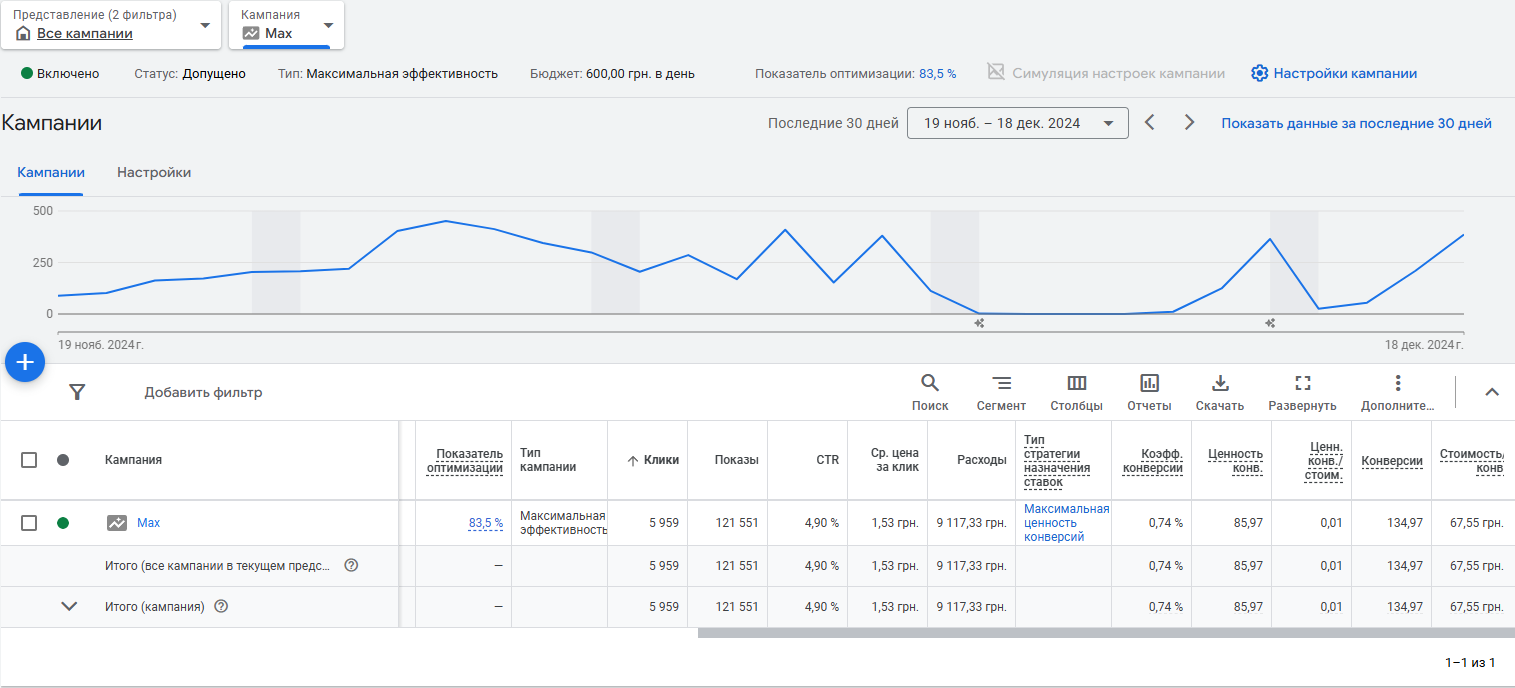 Представление (2 фильтра)
Все кампании
Кампания
Max
Включено
Статус: Допущено
Тип: Максимальная эффективность
Бюджет: 600,00 грн. в день
Показатель оптимизации: 83,5 %
Симуляция настроек кампании
Настройки кампании
Кампании
Последние 30 дней
19 нояб. – 18 дек. 2024
Показать данные за последние 30 дней
Кампании
Настройки
500
250
0
19 нояб. 2024 г.
18 дек. 2024 г.
Добавить фильтр
Поиск
Сегмент
Столбцы
Отчеты
Скачать
Развернуть
Дополните...
Кампания
Показатель
оптимизации
Тип
кампании
Клики
Показы
CTR
Ср. цена
за клик
Расходы
Тип
стратегии
назначения
ставок
Коэфф.
конверсии
Ценность
конв.
Ценн.
конв./
стоим.
Конверсии
Стоимость/
конв
Max
83,5 %
Максимальная
эффективность
5 959
121 551
4,90 %
1,53 грн.
9 117,33 грн.
Максимальная
ценность
конверсий
0,74 %
85,97
0,01
134,97
67,55 грн.
Итого (все кампании в текущем предс...
—
5 959
121 551
4,90 %
1,53 грн.
9 117,33 грн.
0,74 %
85,97
0,01
134,97
67,55 грн.
Итого (кампания)
—
5 959
121 551
4,90 %
1,53 грн.
9 117,33 грн.
0,74 %
85,97
0,01
134,97
67,55 грн.
1–1 из 1